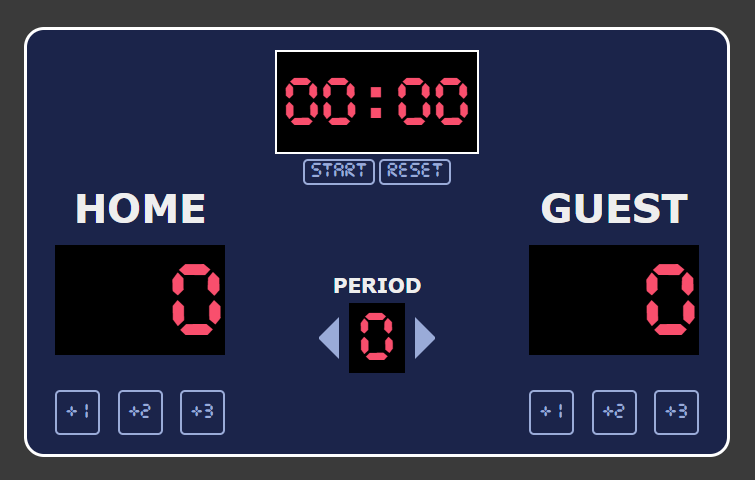 00:00
START RESET
HOME GUEST
0 0
PERIOD
0
+1 +2 +3 +1 +2 +3